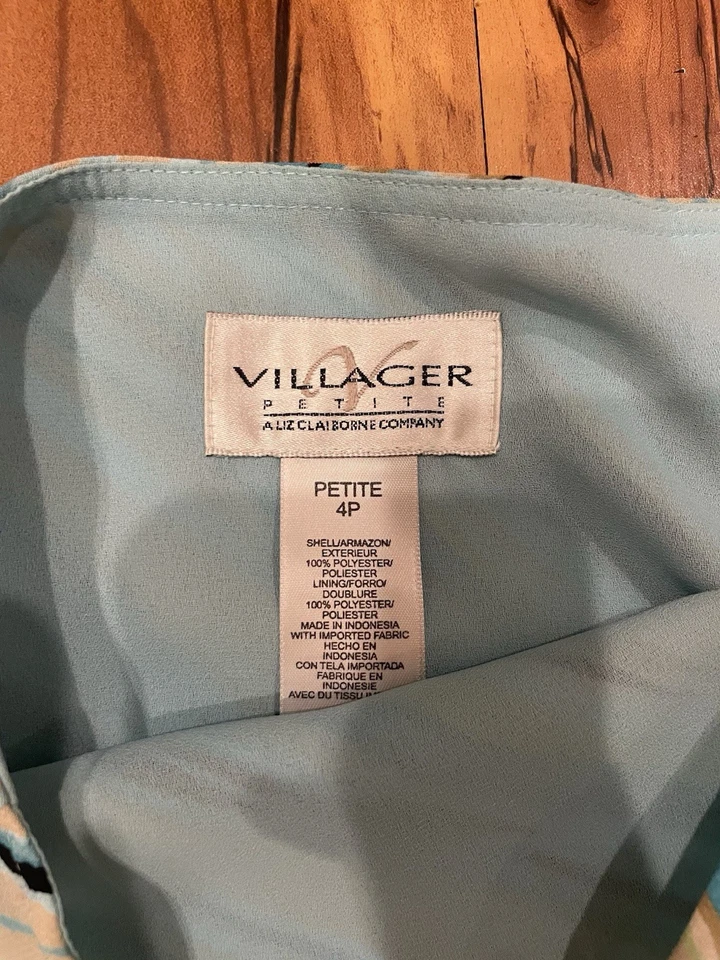 VILLAGER
PETITE
A LIZ CLAIBORNE COMPANY
PETITE
4P
SHELL/ARMAZON/
EXTERIEUR
100% POLYESTER/
POLIESTER
LINING/FORRO/
DOUBLURE
100% POLYESTER/
POLIESTER
MADE IN INDONESIA
WITH IMPORTED FABRIC
HECHO EN
INDONESIA
CON TELA IMPORTADA
FABRIQUE EN
INDONESIE
AVEC DU TISSU